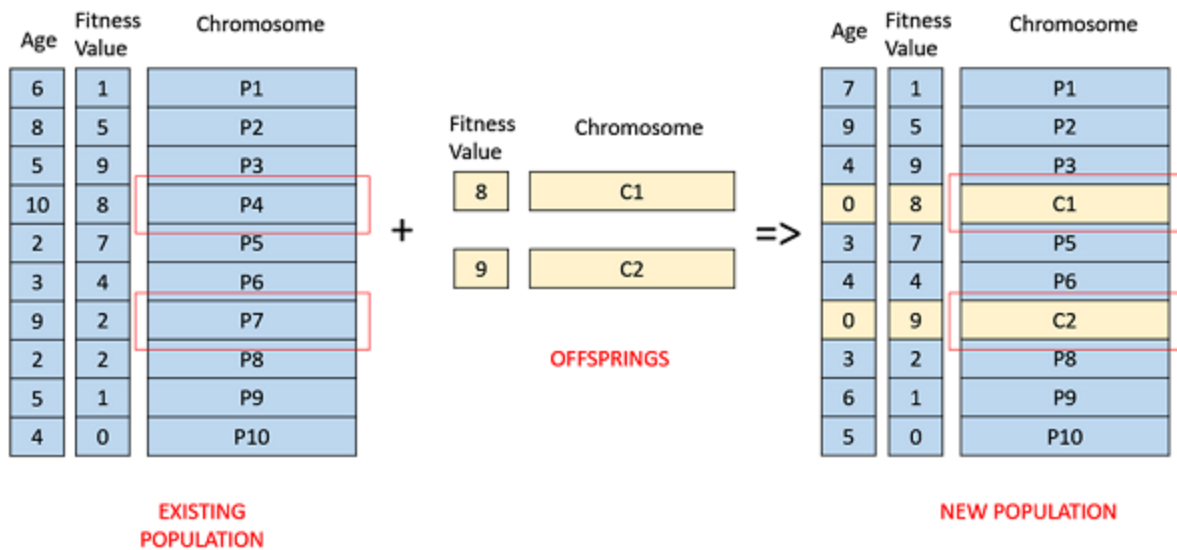 Age Fitness Value Chromosome
6 1 P1
8 5 P2
5 9 P3
10 8 P4
2 7 P5
3 4 P6
9 2 P7
2 2 P8
5 1 P9
4 0 P10
EXISTING
POPULATION
+
Fitness Value Chromosome
8 C1
9 C2
OFFSPRINGS
=>
Age Fitness Value Chromosome
7 1 P1
9 5 P2
4 9 P3
0 8 C1
3 7 P5
4 4 P6
0 9 C2
3 2 P8
6 1 P9
5 0 P10
NEW POPULATION